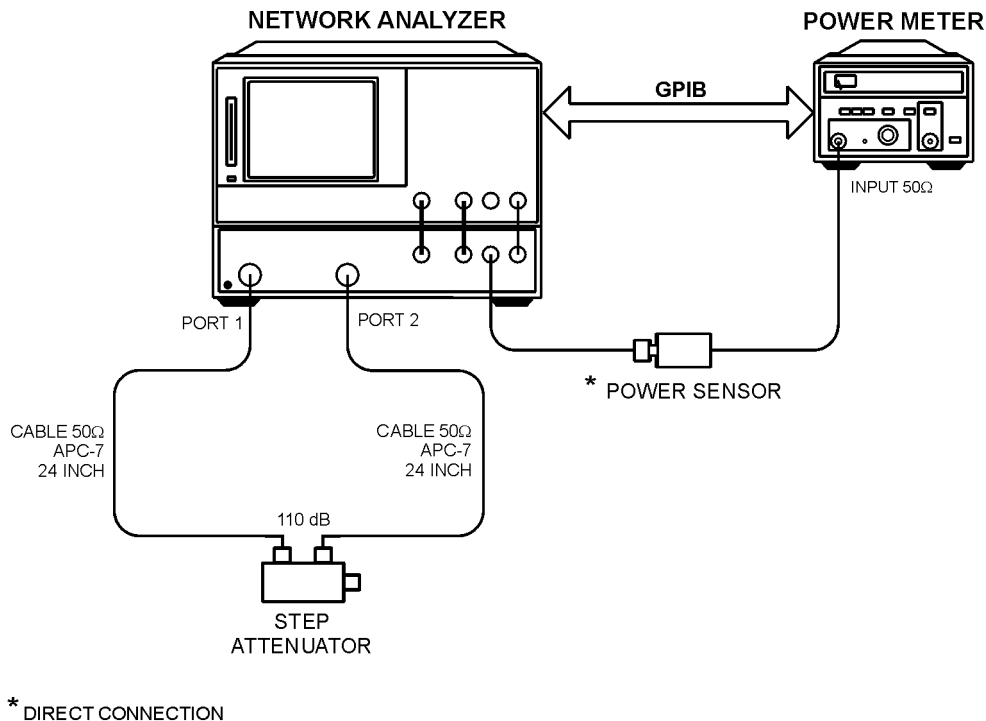 NETWORK ANALYZER
POWER METER
GPIB
INPUT 50Ω
PORT 1
PORT 2
* POWER SENSOR
CABLE 50Ω
APC-7
24 INCH
CABLE 50Ω
APC-7
24 INCH
110 dB
STEP
ATTENUATOR
* DIRECT CONNECTION